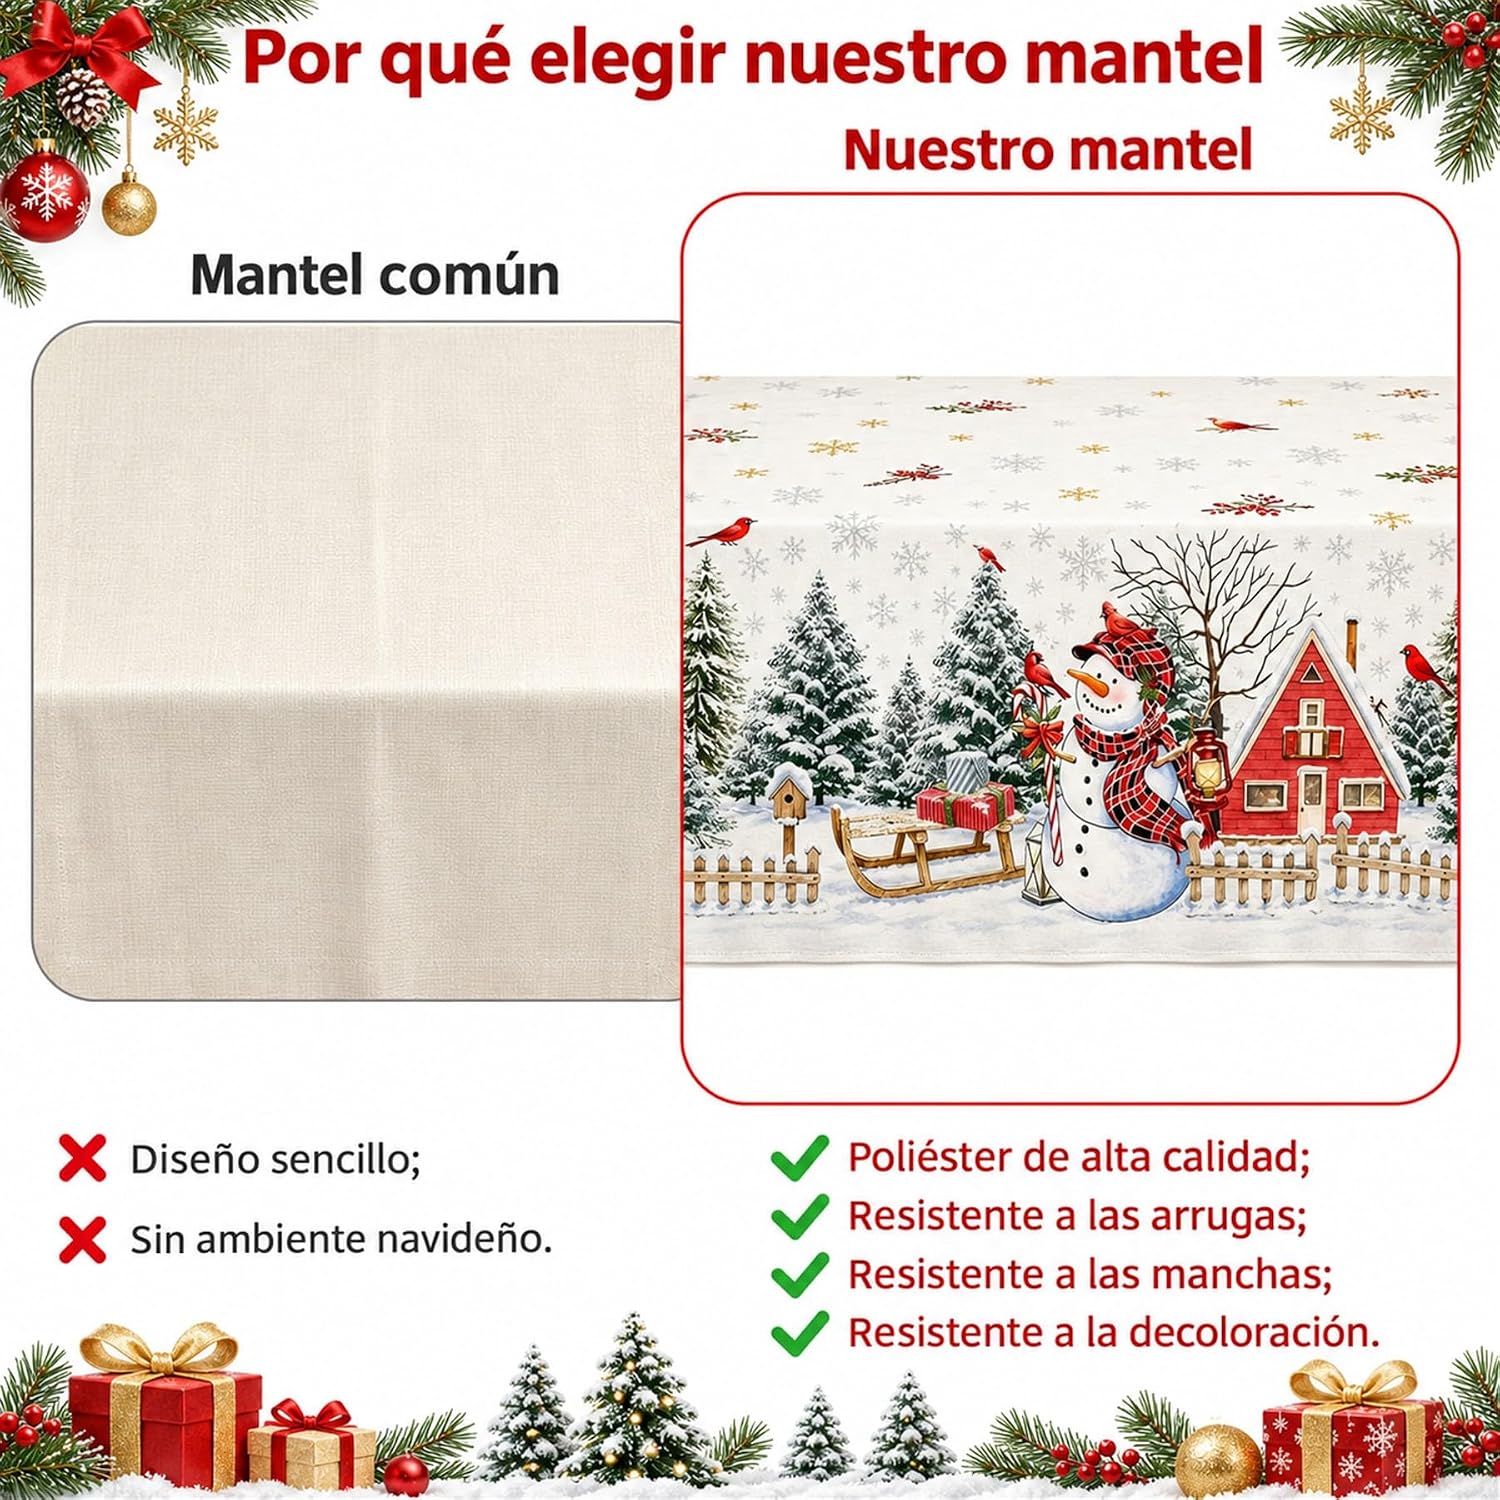 Por qué elegir nuestro mantel
Nuestro mantel
Mantel común
Diseño sencillo;
Sin ambiente navideño.
Poliéster de alta calidad;
Resistente a las arrugas;
Resistente a las manchas;
Resistente a la decoloración.